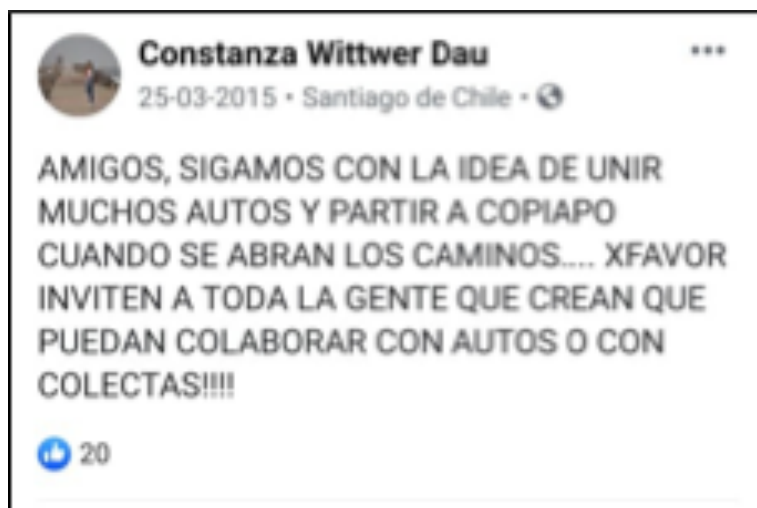 Constanza Wittwer Dau
25-03-2015 · Santiago de Chile ·
AMIGOS, SIGAMOS CON LA IDEA DE UNIR
MUCHOS AUTOS Y PARTIR A COPIAPO
CUANDO SE ABRAN LOS CAMINOS.... XFAVOR
INVITEN A TODA LA GENTE QUE CREAN QUE
PUEDAN COLABORAR CON AUTOS O CON
COLECTAS!!!!
20